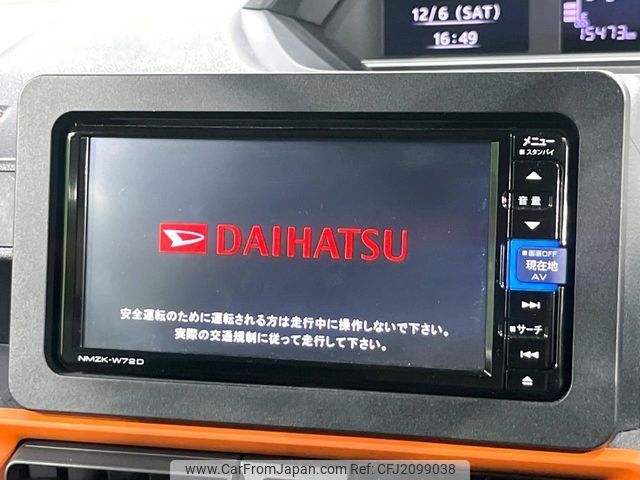 12/6 (SAT)
16:49
15473
メニュー
■スタンバイ
音量
■画面OFF
現在地
AV
■サーチ
DAIHATSU
安全運転のために運転される方は走行中に操作しないで下さい。
実際の交通規制に従って走行して下さい。
NMZK-W72D
www.CarFromJapan.com | Car From Japan | Ref: CFJ2099038